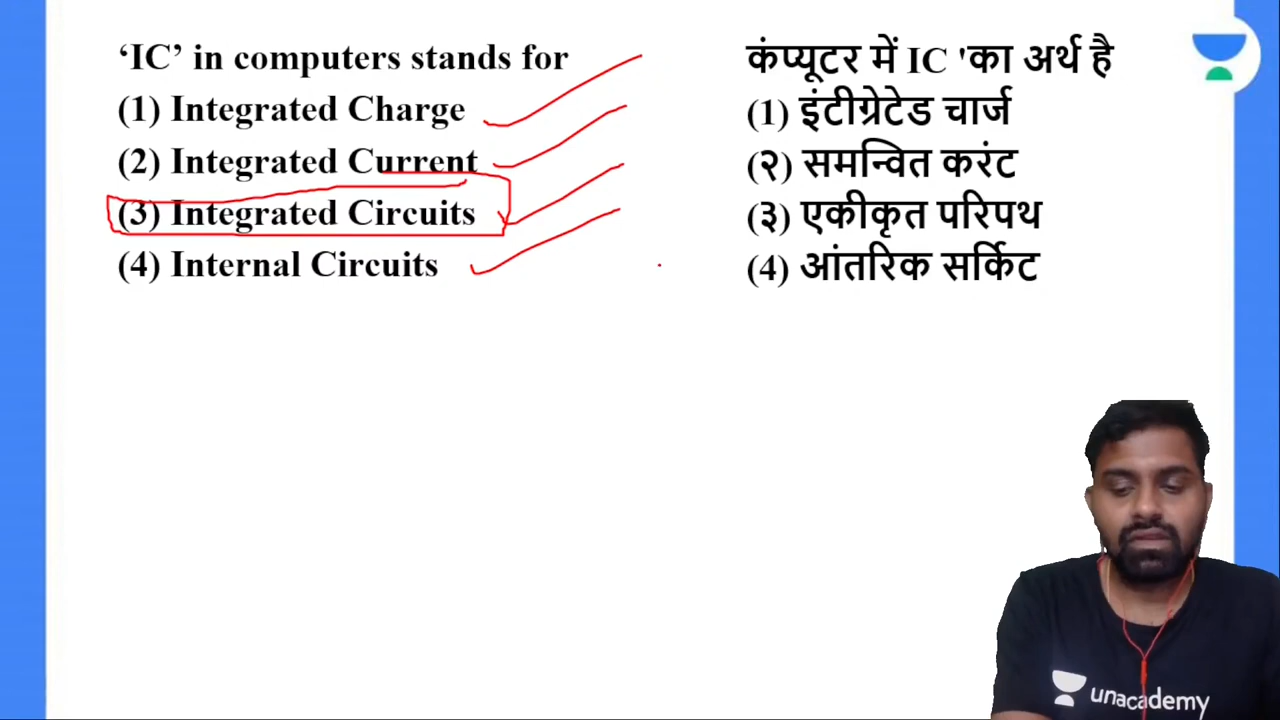 ‘IC’ in computers stands for
(1) Integrated Charge
(2) Integrated Current
(3) Integrated Circuits
(4) Internal Circuits
कंप्यूटर में IC 'का अर्थ है
(1) इंटीग्रेटेड चार्ज
(२) समन्वित करंट
(३) एकीकृत परिपथ
(4) आंतरिक सर्किट
unacademy